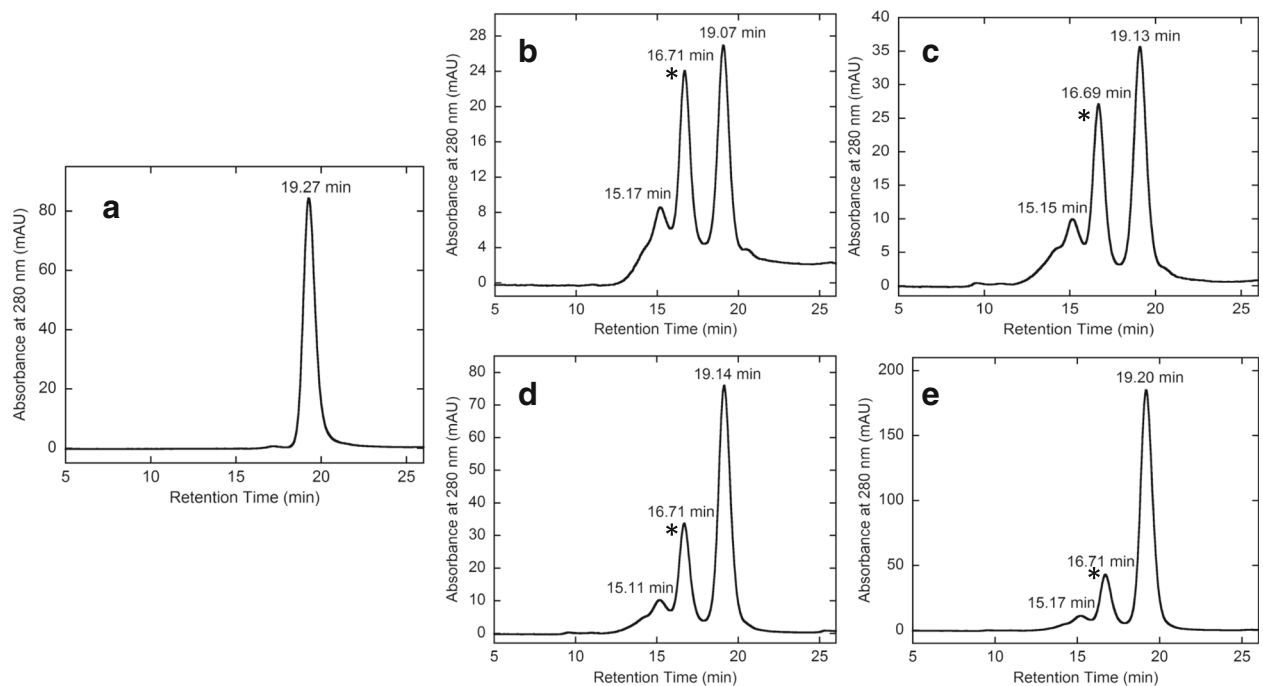 a
19.27 min
80
60
40
20
0
5 10 15 20 25
Absorbance at 280 nm (mAU)
Retention Time (min)
b
19.07 min
16.71 min
*
15.17 min
28
24
20
16
12
8
4
0
5 10 15 20 25
Absorbance at 280 nm (mAU)
Retention Time (min)
c
19.13 min
16.69 min
*
15.15 min
40
35
30
25
20
15
10
5
0
5 10 15 20 25
Absorbance at 280 nm (mAU)
Retention Time (min)
d
19.14 min
16.71 min
*
15.11 min
80
70
60
50
40
30
20
10
0
5 10 15 20 25
Absorbance at 280 nm (mAU)
Retention Time (min)
e
19.20 min
16.71 min
*
15.17 min
200
150
100
50
0
5 10 15 20 25
Absorbance at 280 nm (mAU)
Retention Time (min)